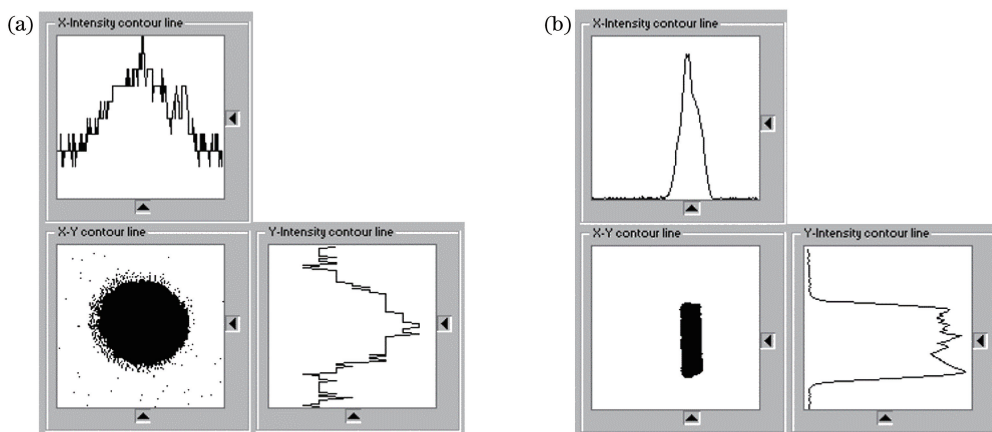 (a)
X-Intensity contour line
X-Y contour line
Y-Intensity contour line
(b)
X-Intensity contour line
X-Y contour line
Y-Intensity contour line